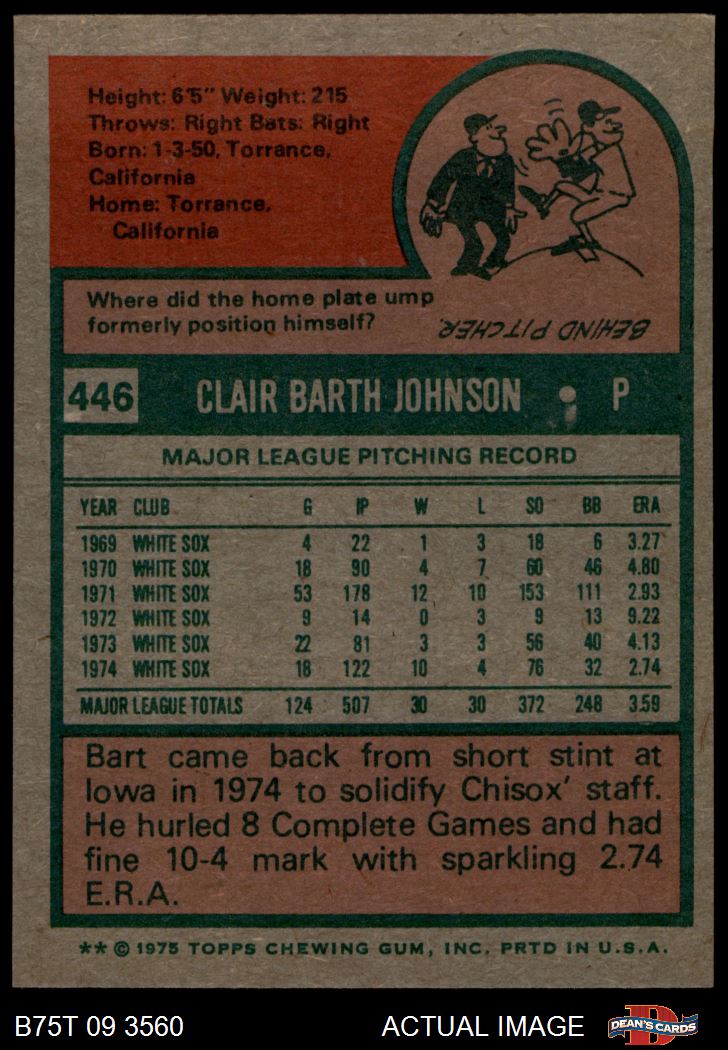 Height: 6'5" Weight: 215
Throws: Right Bats: Right
Born: 1-3-50, Torrance,
California
Home: Torrance,
California
Where did the home plate ump
formerly position himself?
BEHIND PITCHER.
446 CLAIR BARTH JOHNSON • P
MAJOR LEAGUE PITCHING RECORD
YEAR CLUB G IP W L SO BB ERA
1969 WHITE SOX 4 22 1 3 18 6 3.27
1970 WHITE SOX 18 90 4 7 60 46 4.80
1971 WHITE SOX 53 178 12 10 153 111 2.93
1972 WHITE SOX 9 14 0 3 9 13 9.22
1973 WHITE SOX 22 81 3 3 56 40 4.13
1974 WHITE SOX 18 122 10 4 76 32 2.74
MAJOR LEAGUE TOTALS 124 507 30 30 372 248 3.59
Bart came back from short stint at
Iowa in 1974 to solidify Chisox' staff.
He hurled 8 Complete Games and had
fine 10-4 mark with sparkling 2.74
E.R.A.
** © 1975 TOPPS CHEWING GUM, INC. PRTD IN U.S.A.
B75T 09 3560 ACTUAL IMAGE D DEAN'S CARDS